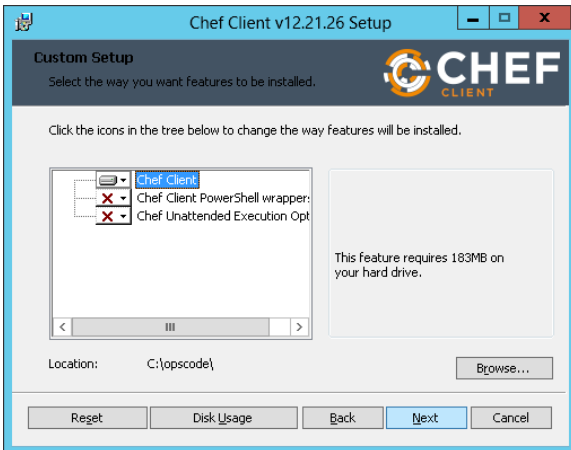 Chef Client v12.21.26 Setup
Custom Setup
Select the way you want features to be installed.
CHEF
CLIENT
Click the icons in the tree below to change the way features will be installed.
Chef Client
Chef Client PowerShell wrappers
Chef Unattended Execution Opt
This feature requires 183MB on
your hard drive.
Location: C:\opscode\
Browse...
Reset Disk Usage Back Next Cancel